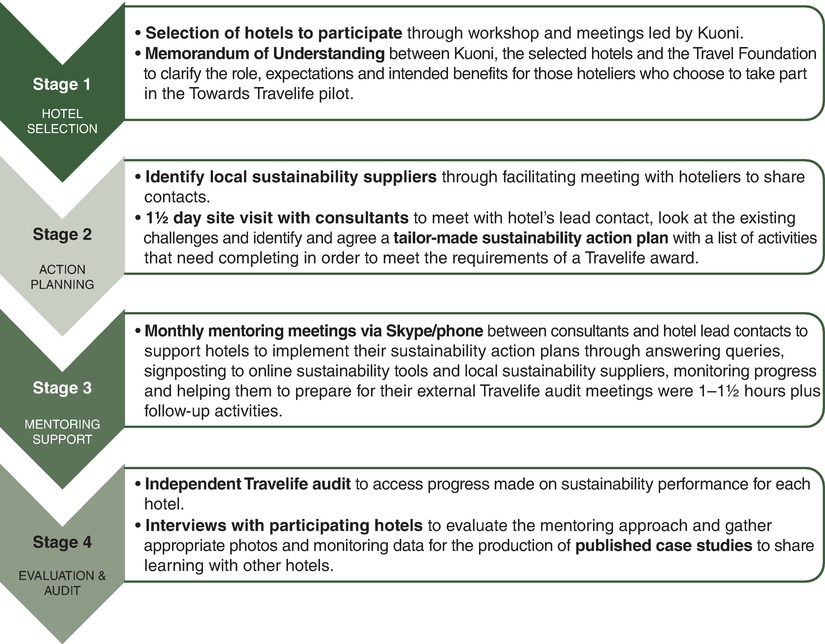 Stage 1
HOTEL
SELECTION
• Selection of hotels to participate through workshop and meetings led by Kuoni.
• Memorandum of Understanding between Kuoni, the selected hotels and the Travel Foundation
to clarify the role, expectations and intended benefits for those hoteliers who choose to take part
in the Towards Travelife pilot.
Stage 2
ACTION
PLANNING
• Identify local sustainability suppliers through facilitating meeting with hoteliers to share
contacts.
• 1½ day site visit with consultants to meet with hotel's lead contact, look at the existing
challenges and identify and agree a tailor-made sustainability action plan with a list of activities
that need completing in order to meet the requirements of a Travelife award.
Stage 3
MENTORING
SUPPORT
• Monthly mentoring meetings via Skype/phone between consultants and hotel lead contacts to
support hotels to implement their sustainability action plans through answering queries,
signposting to online sustainability tools and local sustainability suppliers, monitoring progress
and helping them to prepare for their external Travelife audit meetings were 1–1½ hours plus
follow-up activities.
Stage 4
EVALUATION &
AUDIT
• Independent Travelife audit to access progress made on sustainability performance for each
hotel.
• Interviews with participating hotels to evaluate the mentoring approach and gather
appropriate photos and monitoring data for the production of published case studies to share
learning with other hotels.